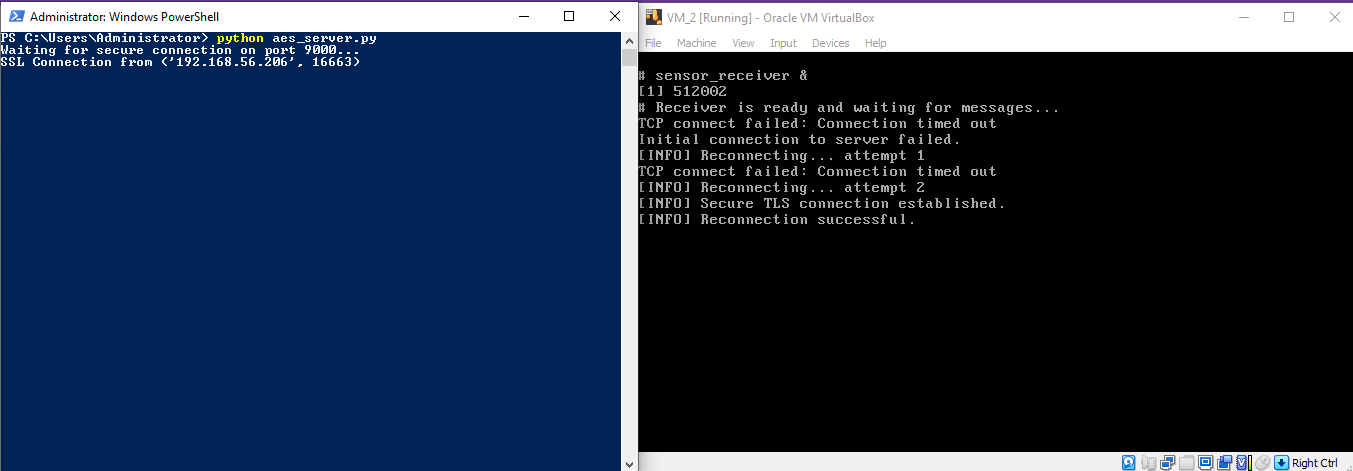 Administrator: Windows PowerShell
PS C:\Users\Administrator> python aes_server.py
Waiting for secure connection on port 9000...
SSL Connection from ('192.168.56.206', 16663)
VM_2 [Running] - Oracle VM VirtualBox
File Machine View Input Devices Help
# sensor_receiver &
[1] 512002
# Receiver is ready and waiting for messages...
TCP connect failed: Connection timed out
Initial connection to server failed.
[INFO] Reconnecting... attempt 1
TCP connect failed: Connection timed out
[INFO] Reconnecting... attempt 2
[INFO] Secure TLS connection established.
[INFO] Reconnection successful.
Right Ctrl